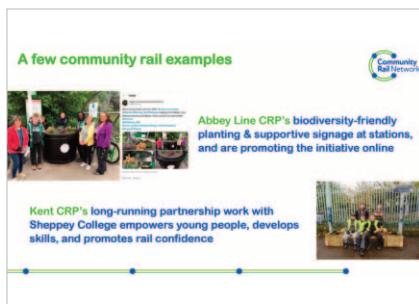 A few community rail examples
Community
Rail Network
Abbey Line CRP's biodiversity-friendly
planting & supportive signage at stations,
and are promoting the initiative online
Kent CRP's long-running partnership work with
Sheppey College empowers young people, develops
skills, and promotes rail confidence